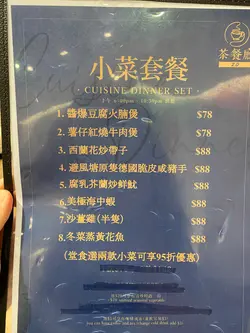 茶餐廳
小菜套餐
· CUISINE DINNER SET ·
1. 醬爆豆腐火腩煲 $78
2. 薯仔紅燒牛肉煲 $78
3. 西蘭花炒帶子 $88
4. 避風塘原隻德國脆皮咸豬手 $88
5. 腐乳芥蘭炒鮮魷 $88
6. 美極海中蝦 $88
7. 沙薑雞(半隻) $88
8. 冬菜蒸黃花魚 $88
(堂食選兩款小菜可享95折優惠)